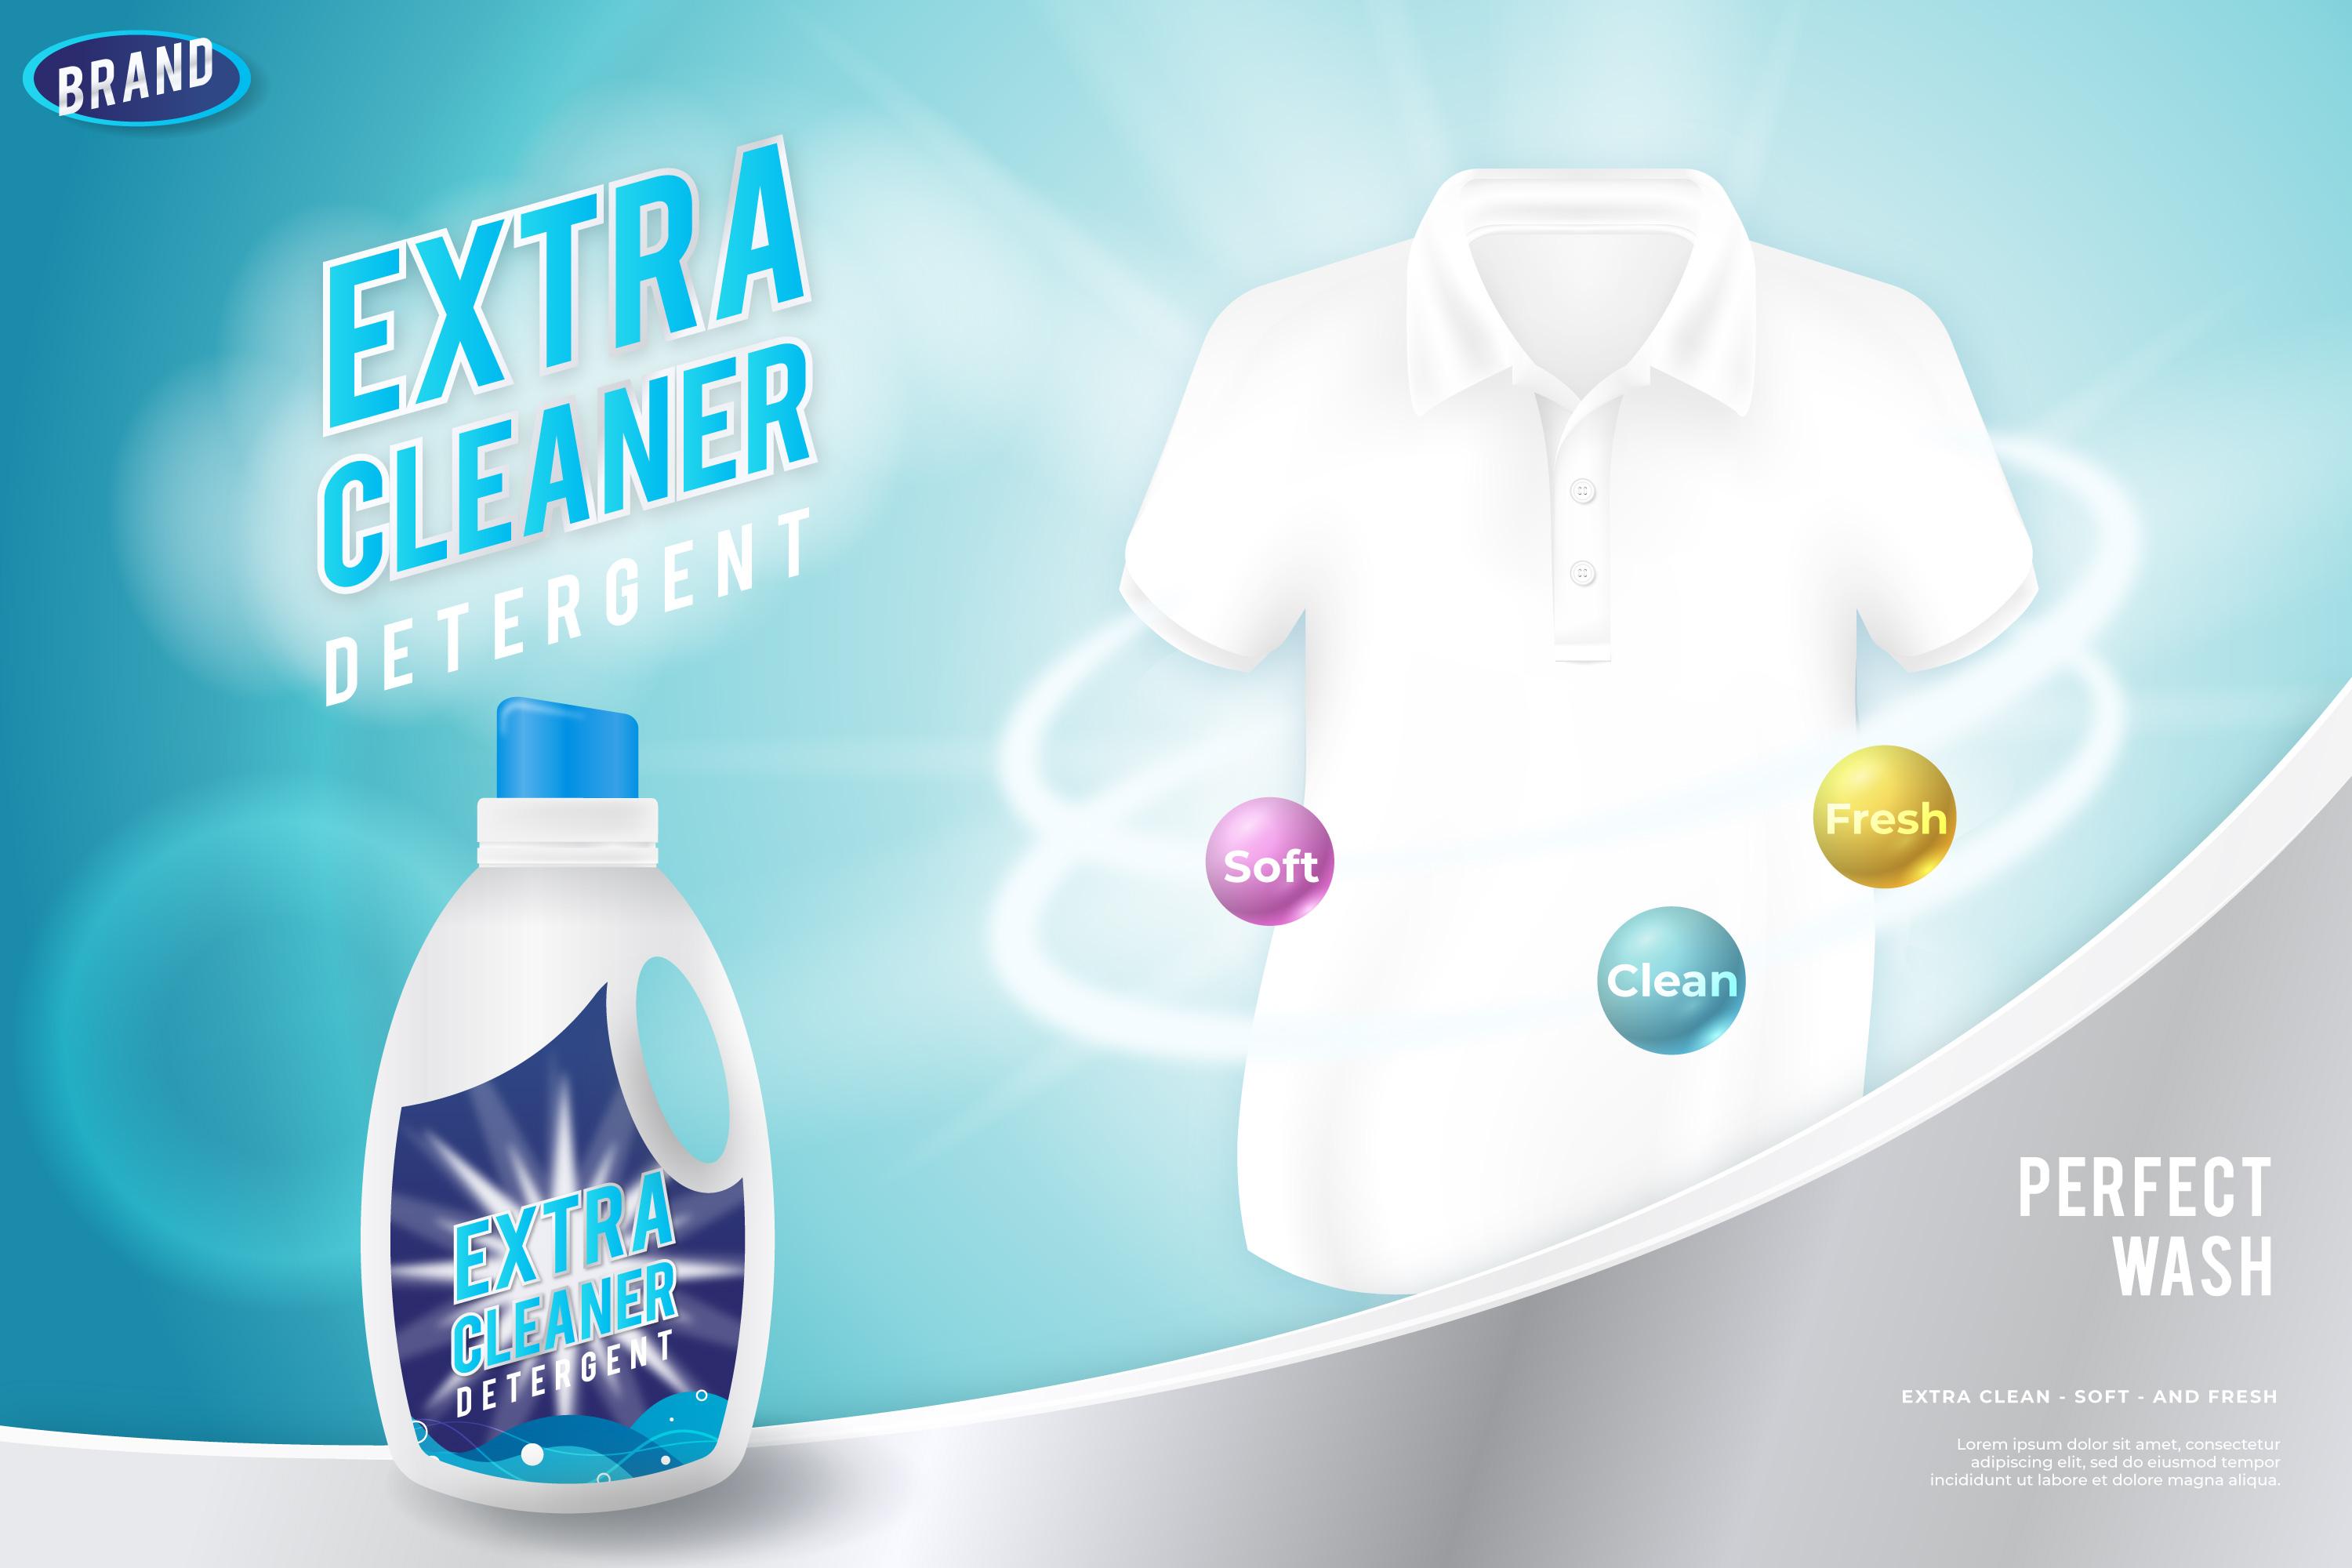 BRAND
EXTRA
CLEANER
DETERGENT
Soft
Fresh
Clean
EXTRA
CLEANER
DETERGENT
PERFECT
WASH
EXTRA CLEAN - SOFT - AND FRESH
Lorem ipsum dolor sit amet, consectetur
adipiscing elit, sed do eiusmod tempor
incididunt ut labore et dolore magna aliqua.